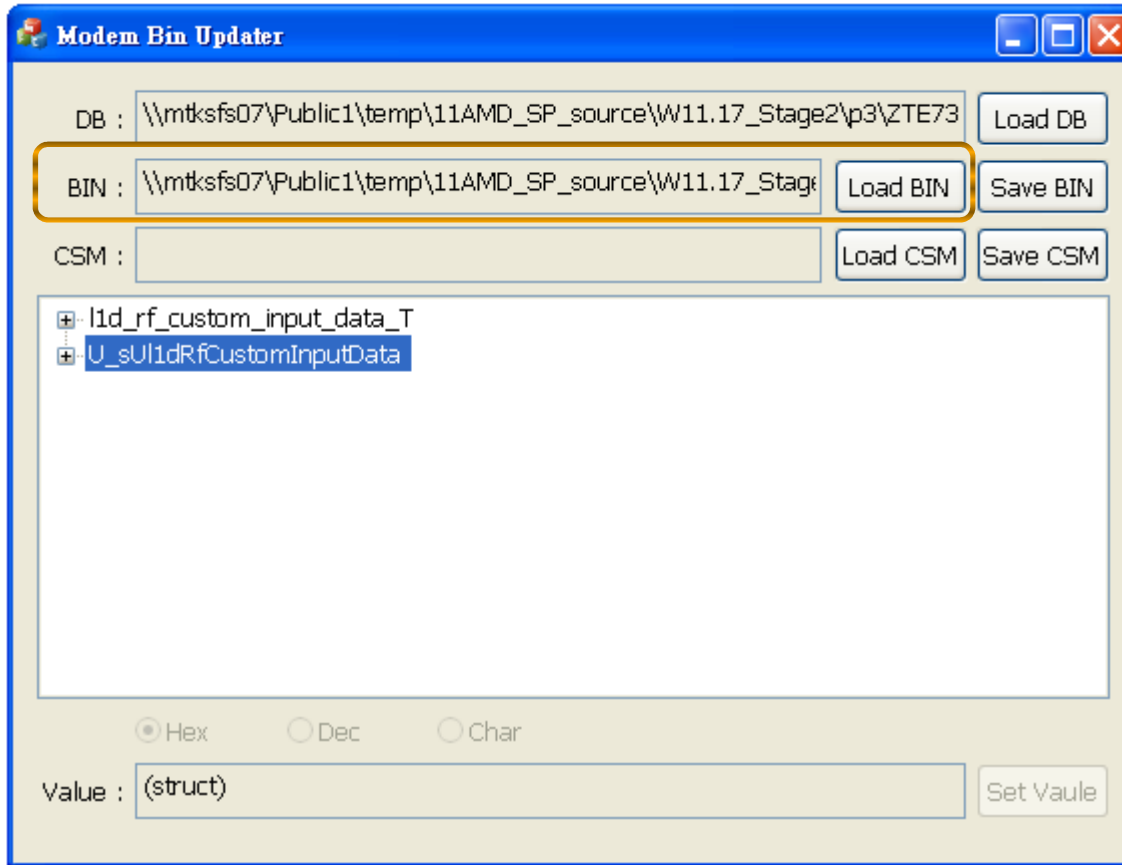 Modem Bin Updater
DB : \\mtksfs07\Public1\temp\11AMD_SP_source\W11.17_Stage2\p3\ZTE73 Load DB
BIN : \\mtksfs07\Public1\temp\11AMD_SP_source\W11.17_Stage Load BIN Save BIN
CSM : Load CSM Save CSM
l1d_rf_custom_input_data_T
U_sUl1dRfCustomInputData
Hex Dec Char
Value : (struct) Set Vaule